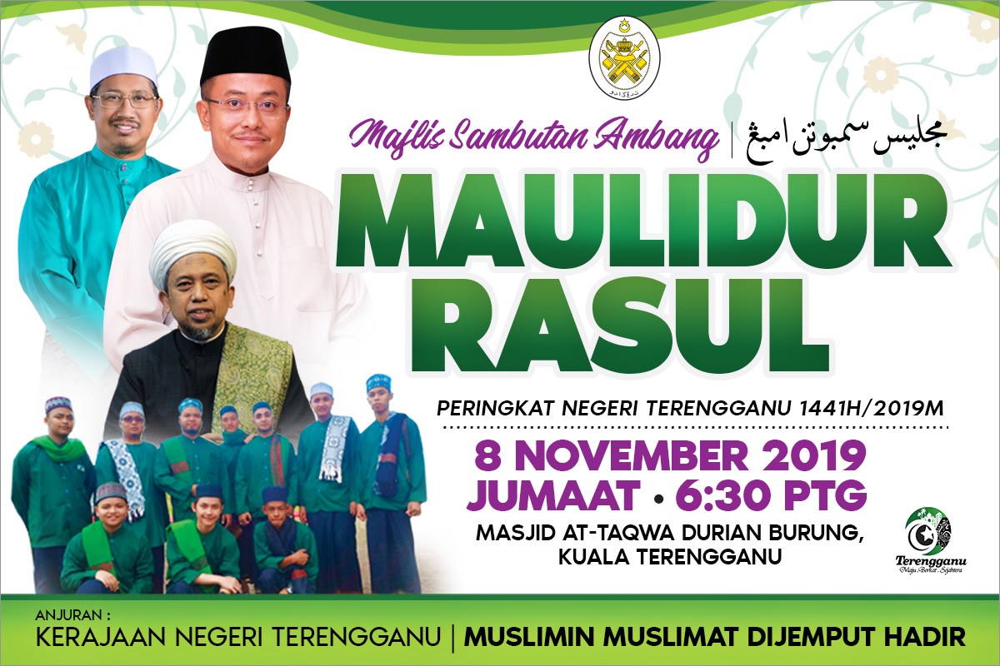 Majlis Sambutan Ambang | مجليس سمبوتن امبڠ
MAULIDUR
RASUL
PERINGKAT NEGERI TERENGGANU 1441H/2019M
8 NOVEMBER 2019
JUMAAT • 6:30 PTG
MASJID AT-TAQWA DURIAN BURUNG,
KUALA TERENGGANU
Terengganu
Maju . Berkat . Sejahtera
ANJURAN :
KERAJAAN NEGERI TERENGGANU | MUSLIMIN MUSLIMAT DIJEMPUT HADIR